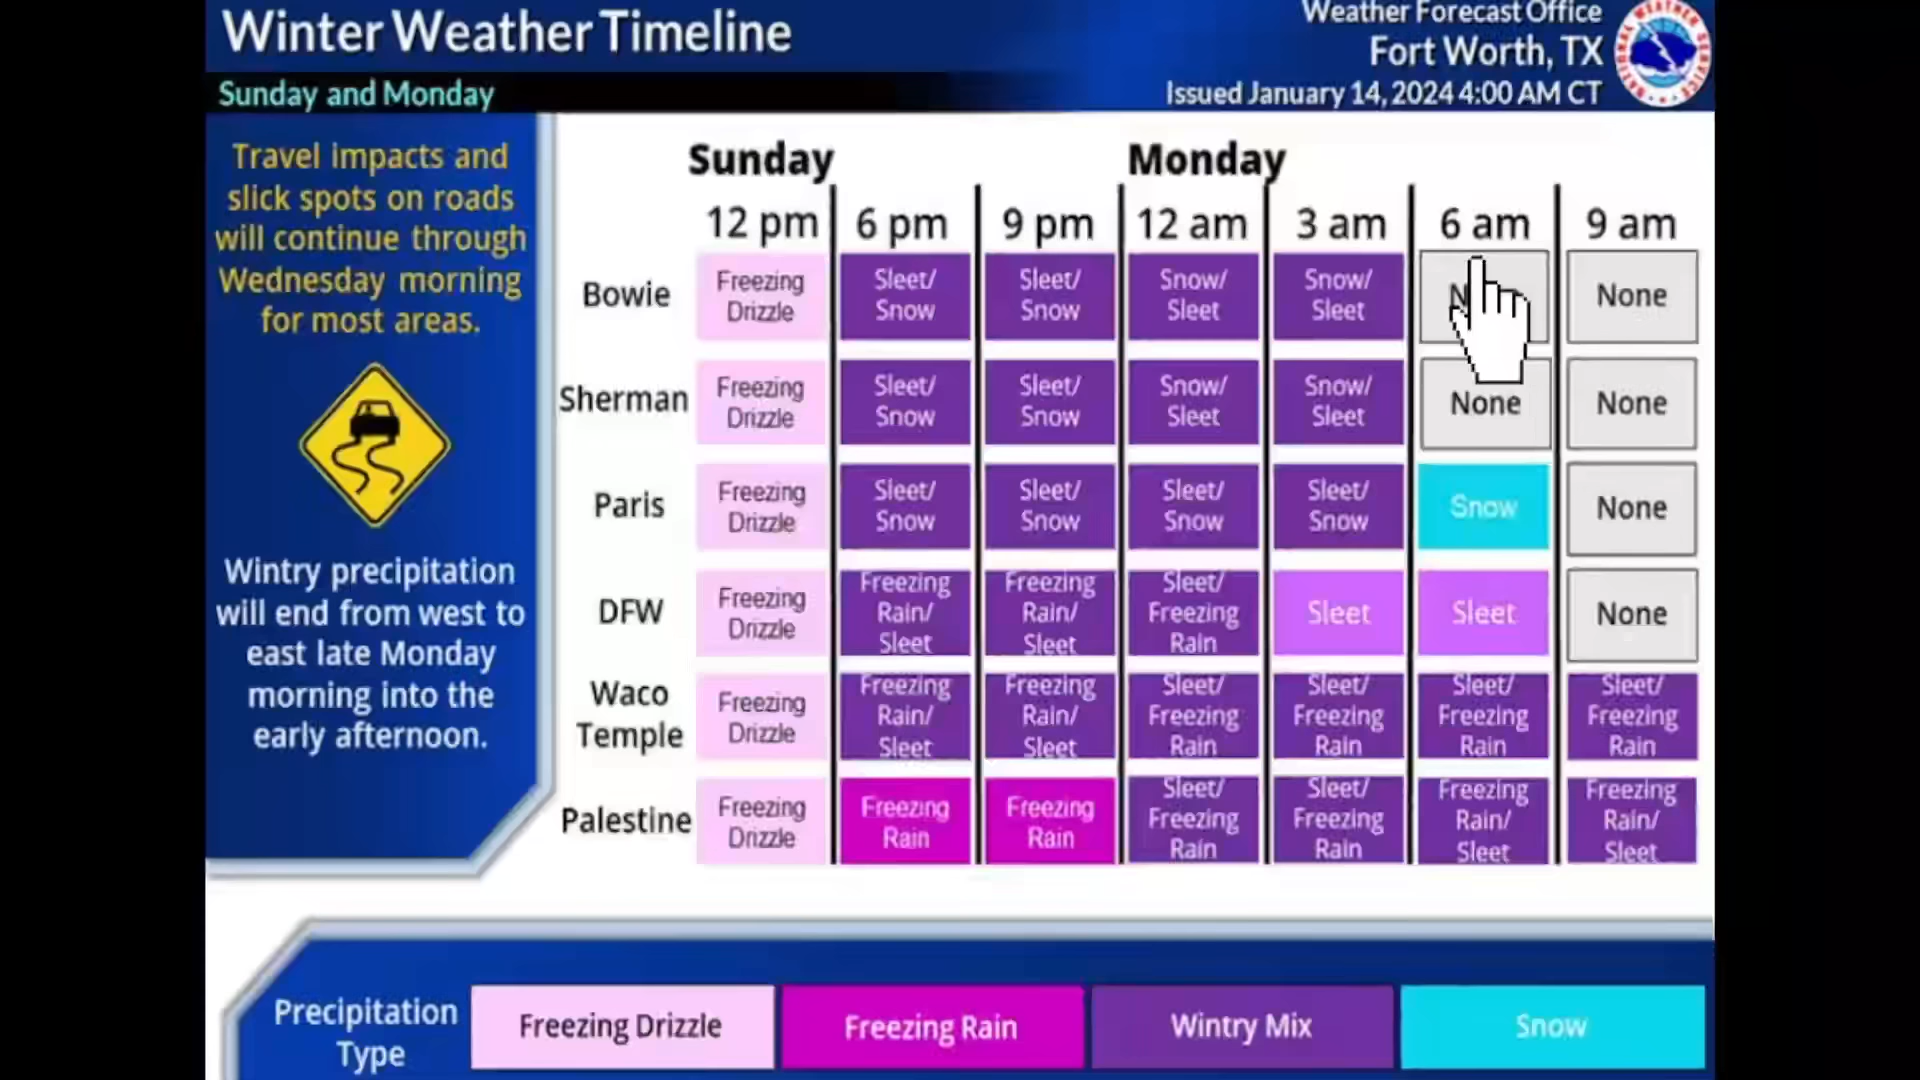 Winter Weather Timeline
Weather Forecast Office
Fort Worth, TX
Issued January 14, 2024 4:00 AM CT
Sunday and Monday
Travel impacts and
slick spots on roads
will continue through
Wednesday morning
for most areas.
Wintry precipitation
will end from west to
east late Monday
morning into the
early afternoon.
Sunday Monday
12 pm 6 pm 9 pm 12 am 3 am 6 am 9 am
Bowie
Freezing Drizzle
Sleet/ Snow
Sleet/ Snow
Snow/ Sleet
Snow/ Sleet
None
Sherman
Freezing Drizzle
Sleet/ Snow
Sleet/ Snow
Snow/ Sleet
Snow/ Sleet
None
None
Paris
Freezing Drizzle
Sleet/ Snow
Sleet/ Snow
Sleet/ Snow
Sleet/ Snow
Snow
None
DFW
Freezing Drizzle
Freezing Rain/ Sleet
Freezing Rain/ Sleet
Sleet/ Freezing Rain
Sleet
Sleet
None
Waco Temple
Freezing Drizzle
Freezing Rain/ Sleet
Freezing Rain/ Sleet
Sleet/ Freezing Rain
Sleet/ Freezing Rain
Sleet/ Freezing Rain
Sleet/ Freezing Rain
Palestine
Freezing Drizzle
Freezing Rain
Freezing Rain
Sleet/ Freezing Rain
Sleet/ Freezing Rain
Freezing Rain/ Sleet
Freezing Rain/ Sleet
Precipitation Type
Freezing Drizzle
Freezing Rain
Wintry Mix
Snow